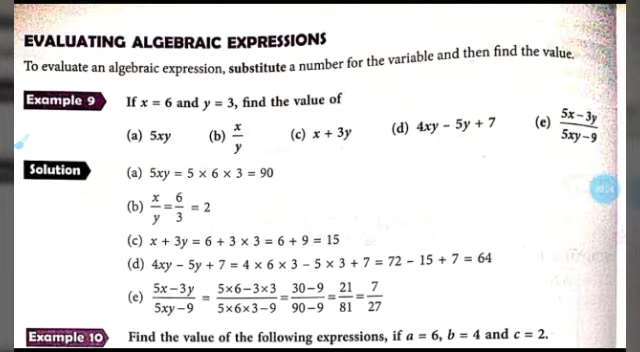 EVALUATING ALGEBRAIC EXPRESSIONS
To evaluate an algebraic expression, substitute a number for the variable and then find the value.
Example 9 If x = 6 and y = 3, find the value of
(a) 5xy (b) x/y (c) x + 3y (d) 4xy – 5y + 7 (e) (5x – 3y)/(5xy – 9)
Solution (a) 5xy = 5 × 6 × 3 = 90
(b) x/y = 6/3 = 2
(c) x + 3y = 6 + 3 × 3 = 6 + 9 = 15
(d) 4xy – 5y + 7 = 4 × 6 × 3 – 5 × 3 + 7 = 72 – 15 + 7 = 64
(e) (5x – 3y)/(5xy – 9) = (5×6–3×3)/(5×6×3–9) = (30–9)/(90–9) = 21/81 = 7/27
Example 10 Find the value of the following expressions, if a = 6, b = 4 and c = 2.